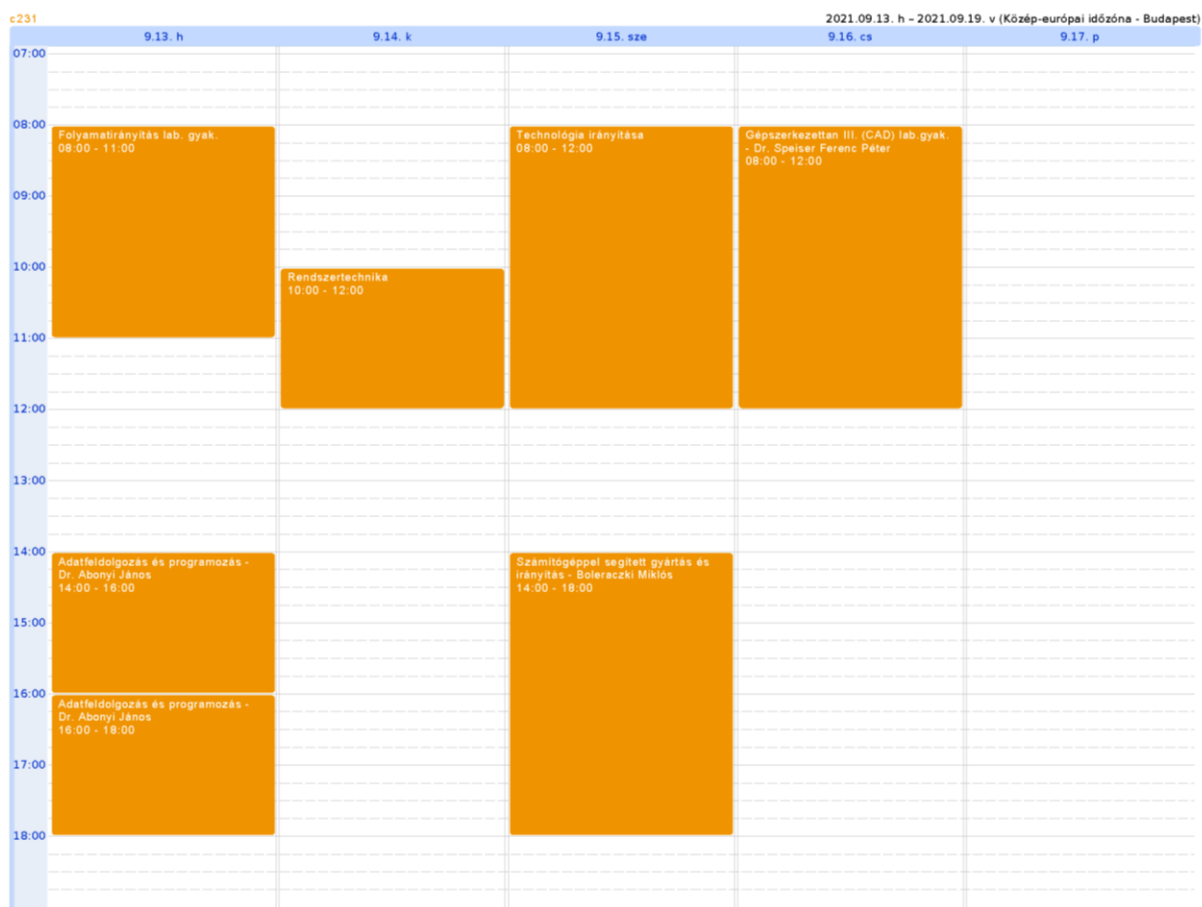 c231
2021.09.13. h – 2021.09.19. v (Közép-európai időzóna - Budapest)
9.13. h
9.14. k
9.15. sze
9.16. cs
9.17. p
07:00
08:00
Folyamatirányítás lab. gyak.
08:00 - 11:00
Technológia irányítása
08:00 - 12:00
Gépszerkezettan III. (CAD) lab.gyak.
- Dr. Speiser Ferenc Péter
08:00 - 12:00
09:00
10:00
Rendszertechnika
10:00 - 12:00
11:00
12:00
13:00
14:00
Adatfeldolgozás és programozás -
Dr. Abonyi János
14:00 - 16:00
Számítógéppel segített gyártás és
irányítás - Boleraczki Miklós
14:00 - 18:00
15:00
16:00
Adatfeldolgozás és programozás -
Dr. Abonyi János
16:00 - 18:00
17:00
18:00